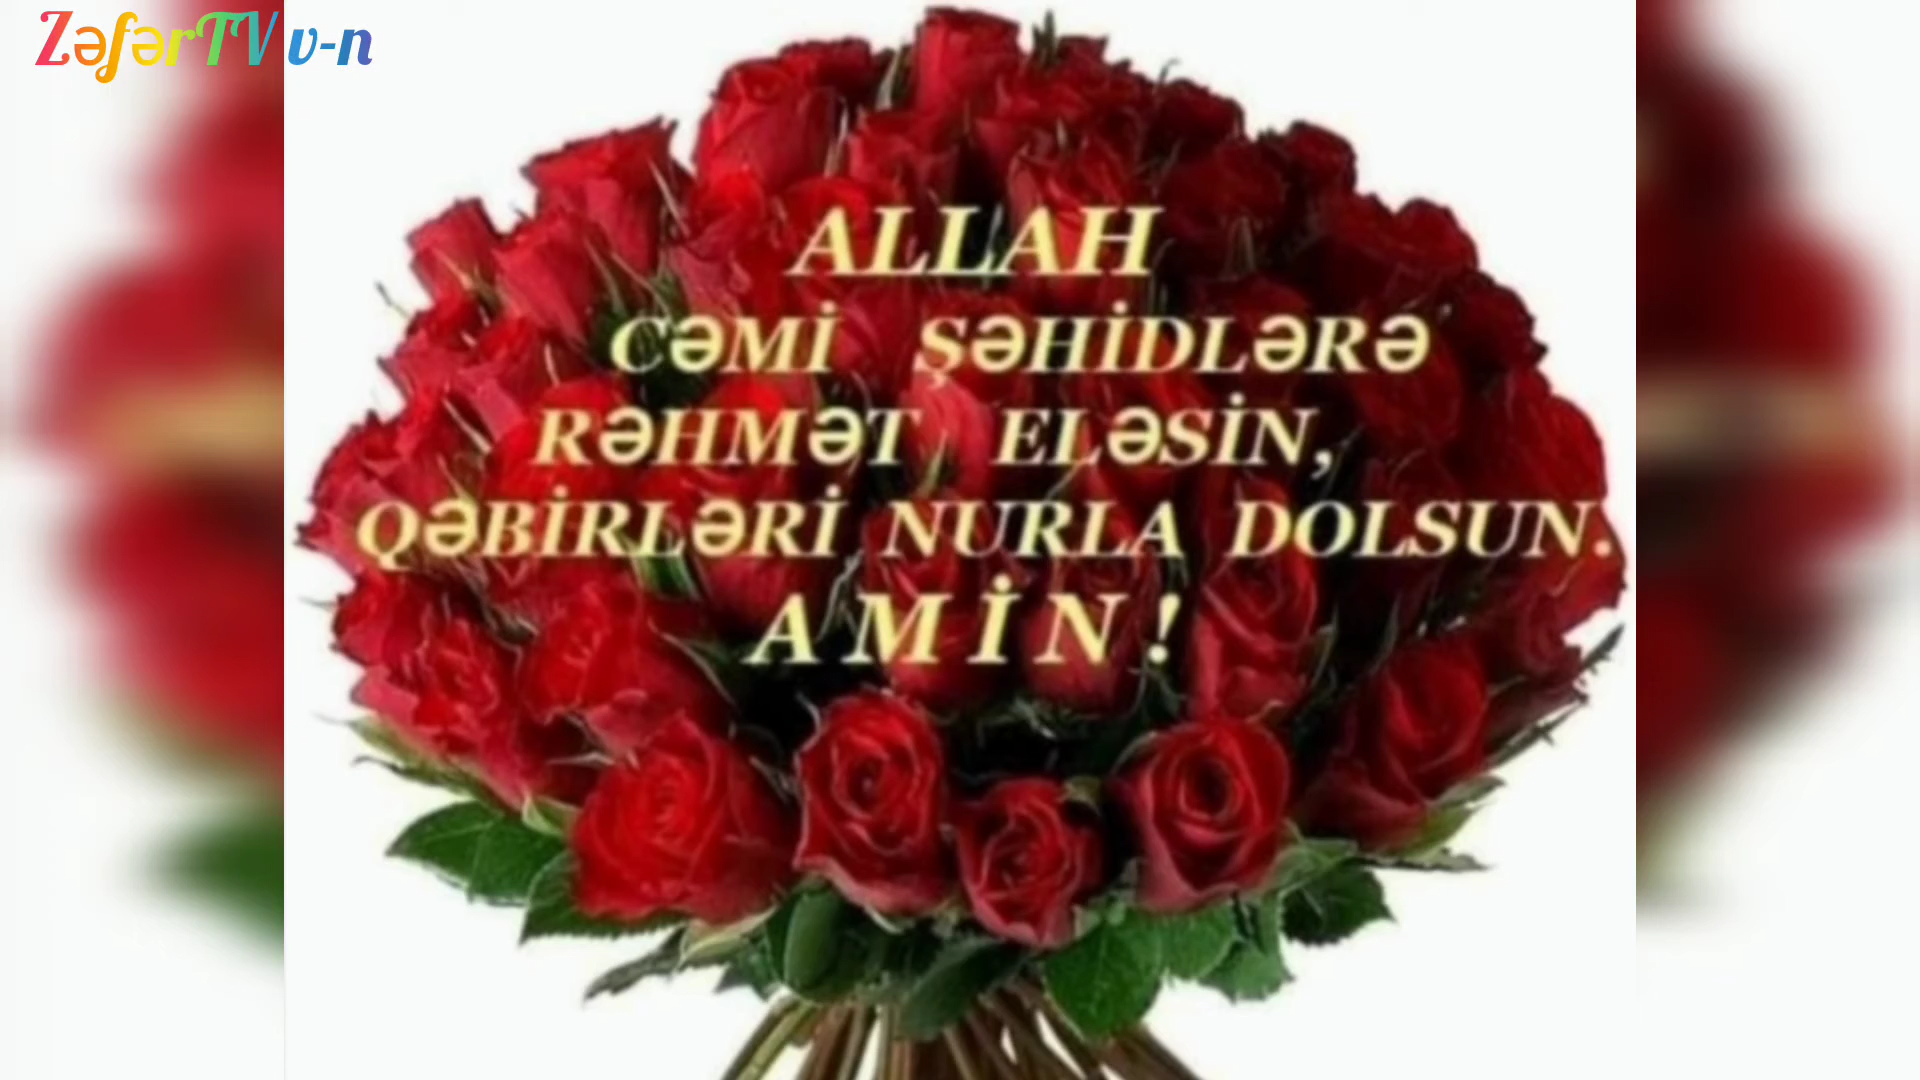 ZəfərTV v-n
ALLAH
CƏMİ ŞƏHİDLƏRƏ
RƏHMƏT ELƏSİN,
QƏBİRLƏRİ NURLA DOLSUN.
AMİN!